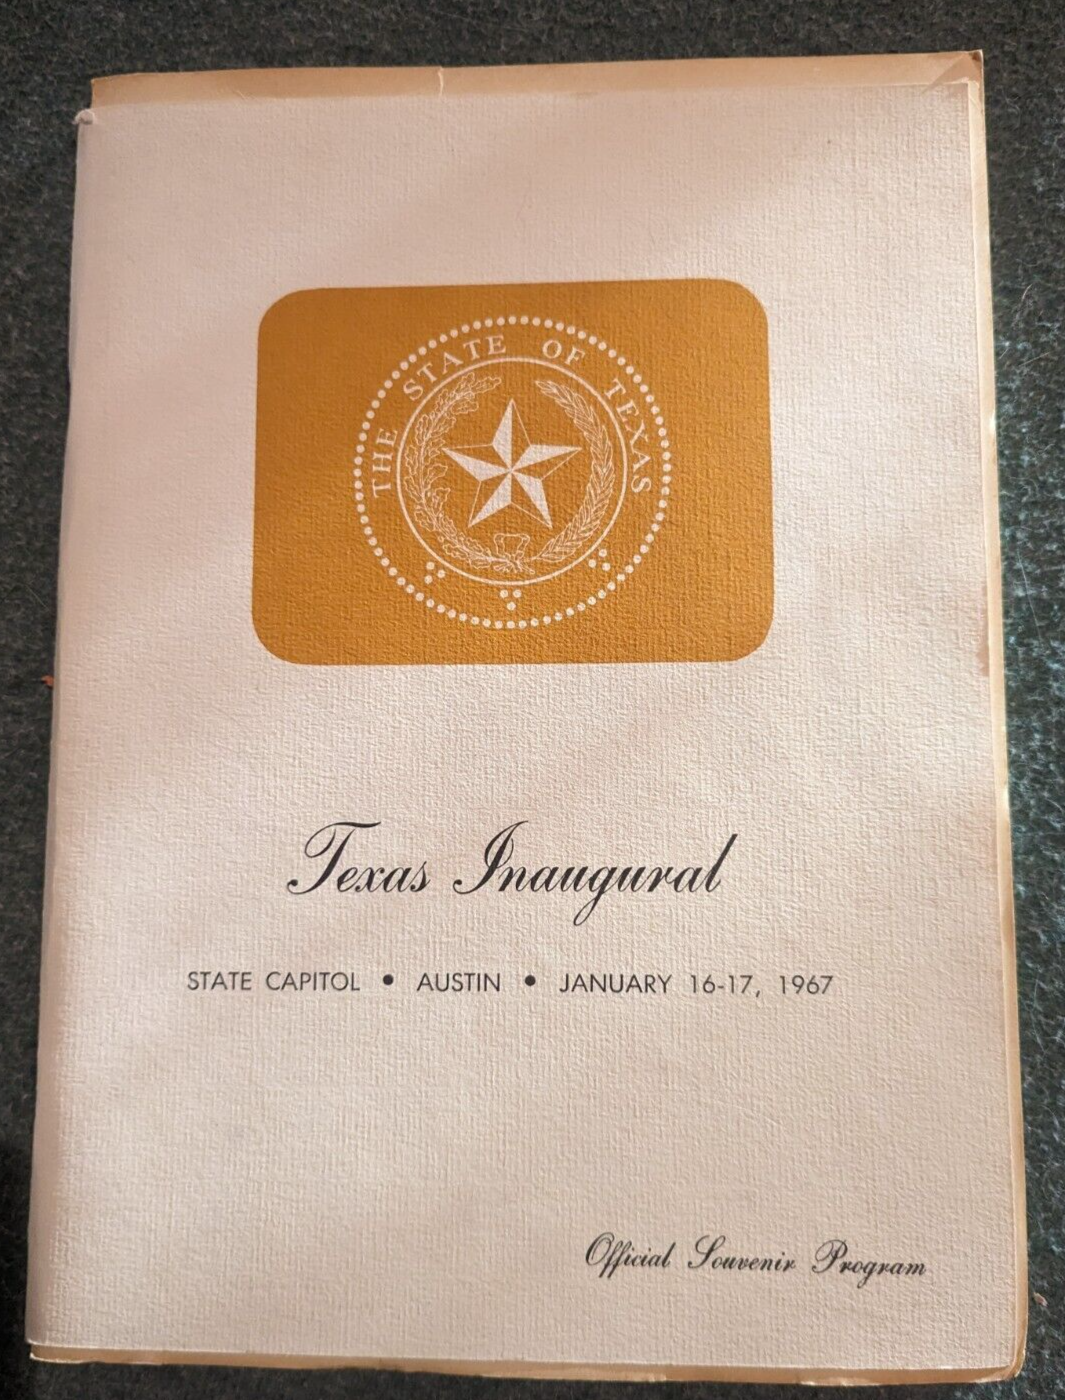 THE STATE OF TEXAS
Texas Inaugural
STATE CAPITOL • AUSTIN • JANUARY 16-17, 1967
Official Souvenir Program